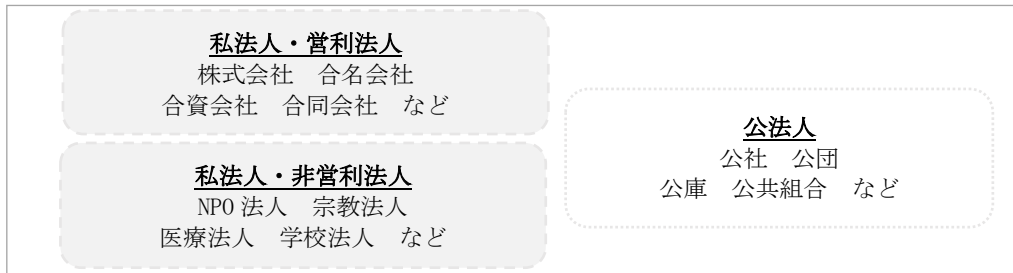 私法人・営利法人
株式会社　合名会社
合資会社　合同会社　など
私法人・非営利法人
NPO 法人　宗教法人
医療法人　学校法人　など
公法人
公社　公団
公庫　公共組合　など